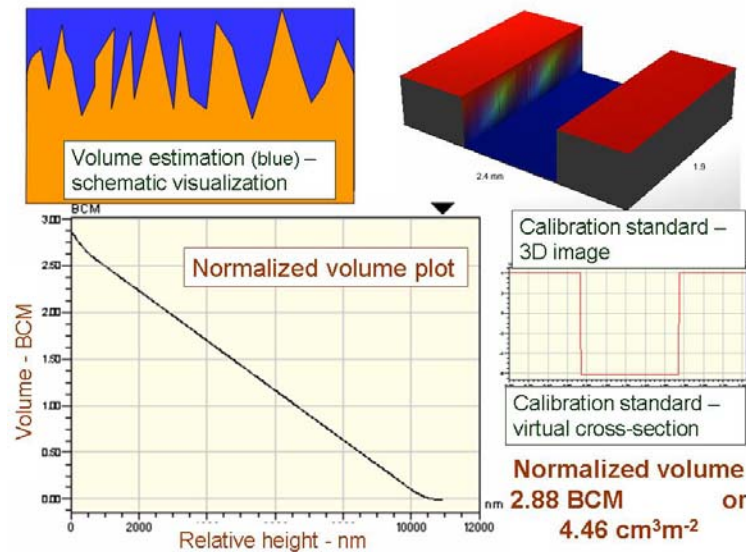 Volume estimation (blue) –
schematic visualization
2.4 mm
1.9
Calibration standard –
3D image
BCM
3.00
2.50
2.00
1.50
1.00
0.50
0.00
Normalized volume plot
Volume - BCM
0
2000
8000
10000
12000
nm
Relative height - nm
Calibration standard –
virtual cross-section
Normalized volume
2.88 BCM or
4.46 cm³m⁻²